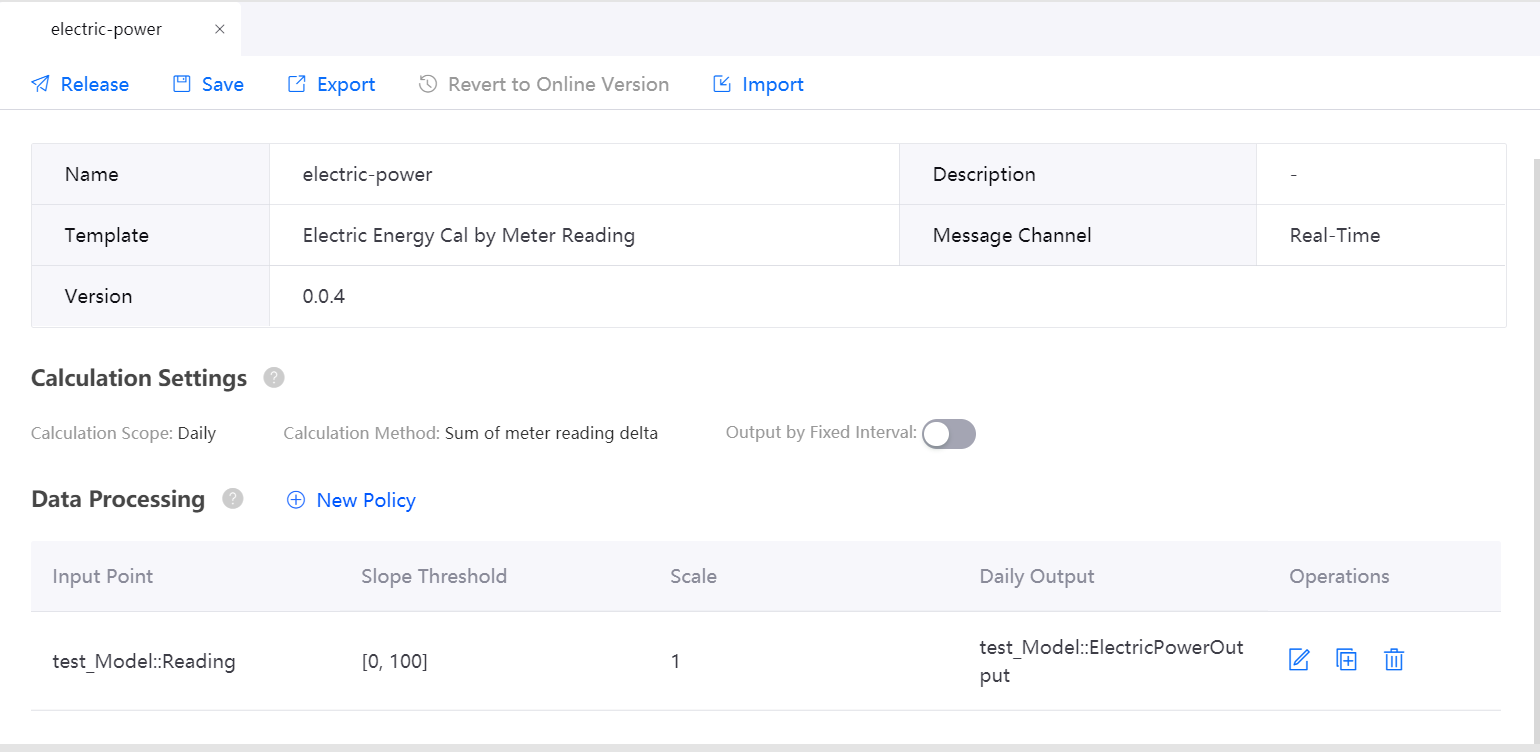 electric-power
Release Save Export Revert to Online Version Import
Name electric-power Description -
Template Electric Energy Cal by Meter Reading Message Channel Real-Time
Version 0.0.4
Calculation Settings ?
Calculation Scope: Daily Calculation Method: Sum of meter reading delta Output by Fixed Interval:
Data Processing ? New Policy
Input Point Slope Threshold Scale Daily Output Operations
test_Model::Reading [0, 100] 1 test_Model::ElectricPowerOut
put